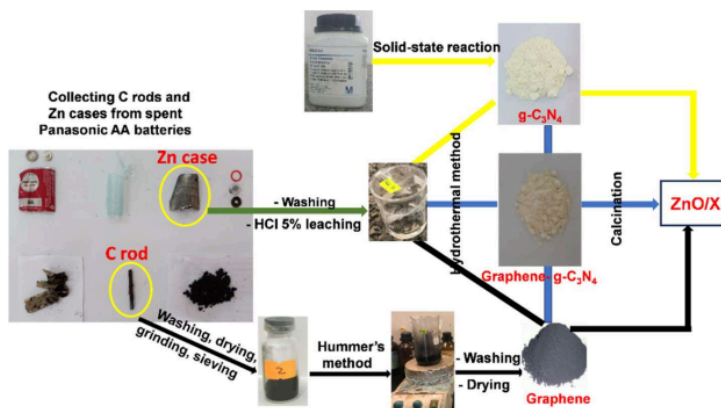 Solid-state reaction
g-C₃N₄
Collecting C rods and
Zn cases from spent
Panasonic AA batteries
Zn case
- Washing
- HCl 5% leaching
Hydrothermal method
Calcination
ZnO/X
Graphene- g-C₃N₄
C rod
Washing, drying,
grinding, sieving
2
Hummer's
method
- Washing
- Drying
Graphene